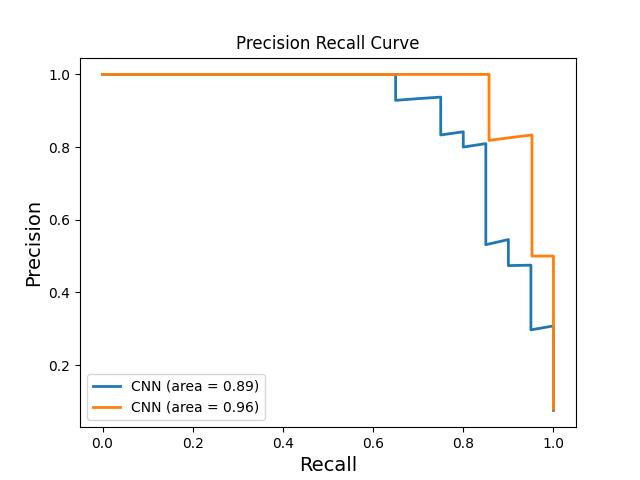 Precision Recall Curve
1.0
0.8
0.6
0.4
0.2
Precision
CNN (area = 0.89)
CNN (area = 0.96)
0.0
0.2
0.4
0.6
0.8
1.0
Recall